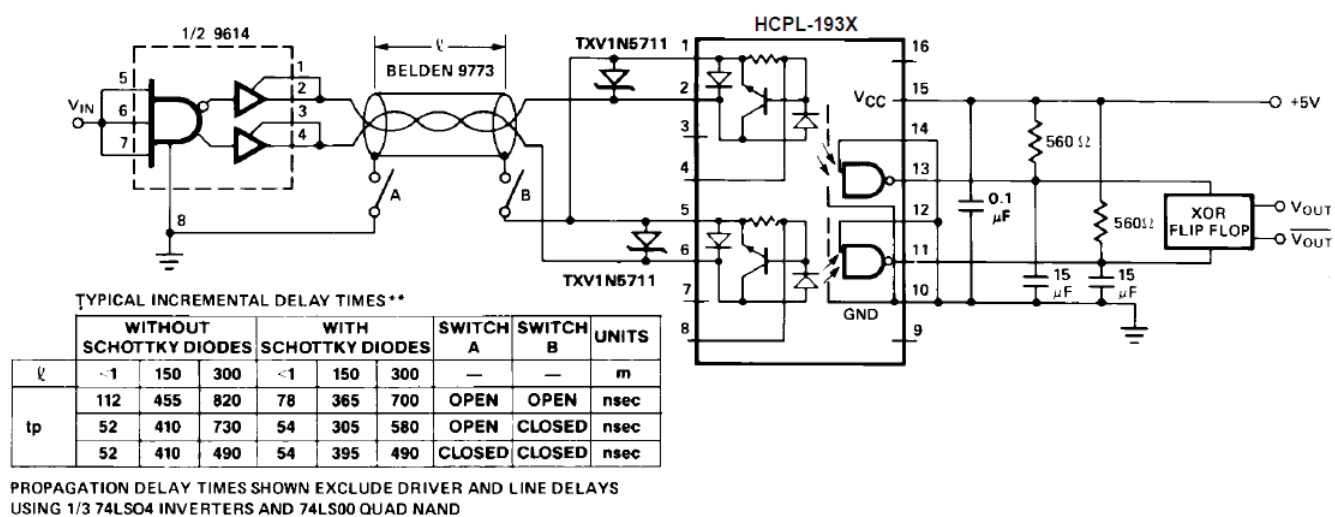 HCPL-193X
1/2 9614
ℓ
BELDEN 9773
TXV1N5711
1
2
3
4
5
6
7
8
V_IN
5
6
7
8
1
2
3
4
A
B
TXV1N5711
16
V_CC
15
14
13
12
11
10
GND
9
+5V
560 Ω
560Ω
0.1
μF
15
μF
15
μF
XOR
FLIP FLOP
V_OUT
V̅_O̅U̅T̅
TYPICAL INCREMENTAL DELAY TIMES**
WITHOUT SCHOTTKY DIODES WITH SCHOTTKY DIODES SWITCH A SWITCH B UNITS
ℓ <1 150 300 <1 150 300 — — m
tp 112 455 820 78 365 700 OPEN OPEN nsec
52 410 730 54 305 580 OPEN CLOSED nsec
52 410 490 54 395 490 CLOSED CLOSED nsec
PROPAGATION DELAY TIMES SHOWN EXCLUDE DRIVER AND LINE DELAYS
USING 1/3 74LSO4 INVERTERS AND 74LS00 QUAD NAND